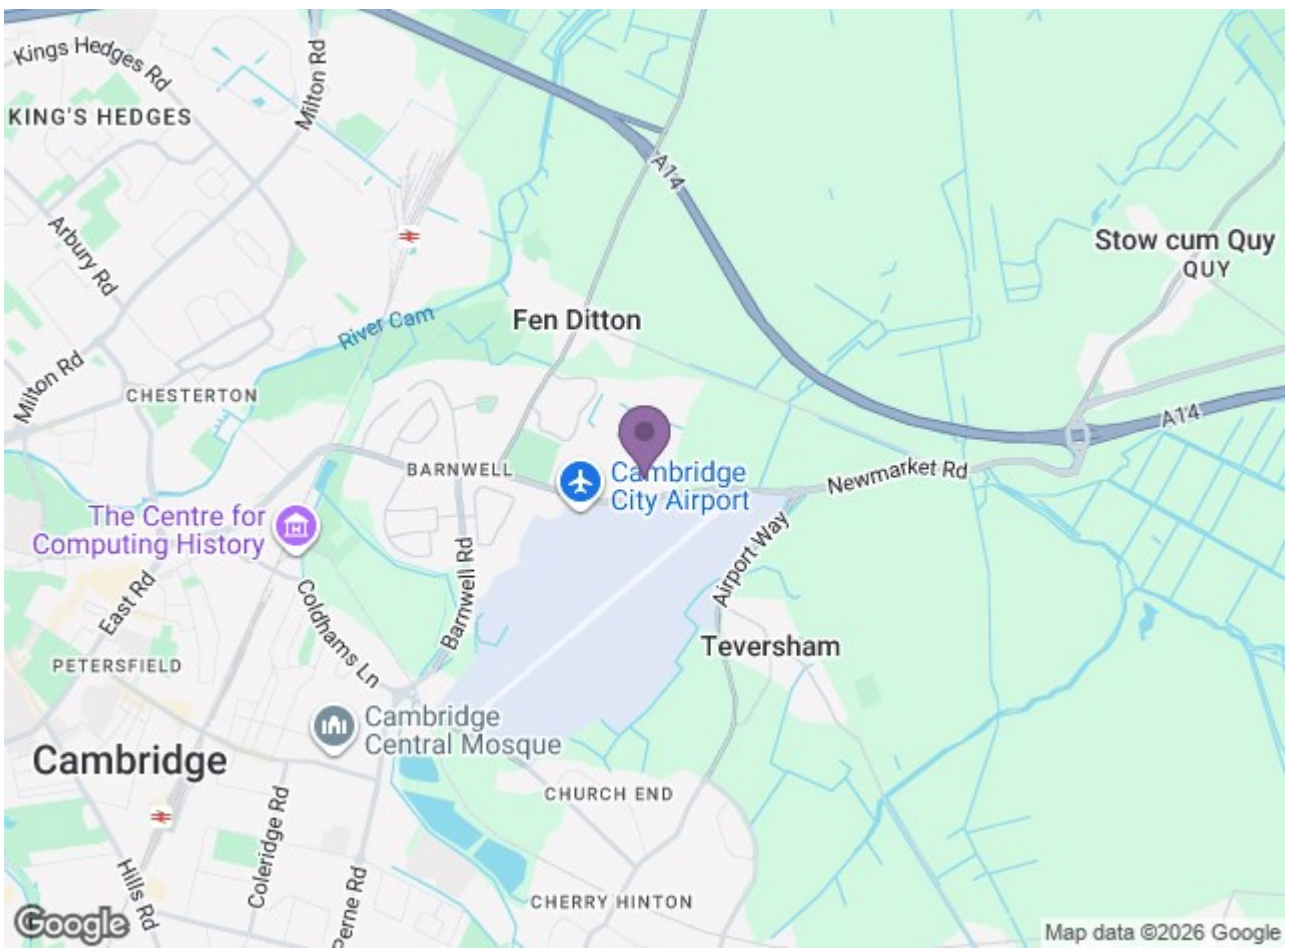 Kings Hedges Rd
Milton Rd
KING'S HEDGES
A14
Arbury Rd
Stow cum Quy
QUY
River Cam
Fen Ditton
Milton Rd
CHESTERTON
A14
BARNWELL
Cambridge
City Airport
Newmarket Rd
The Centre for
Computing History
Airport Way
Barnwell Rd
East Rd
Coldhams Ln
Teversham
PETERSFIELD
Cambridge
Central Mosque
Cambridge
CHURCH END
Coleridge Rd
Hills Rd
Perne Rd
CHERRY HINTON
Google
Map data ©2026 Google